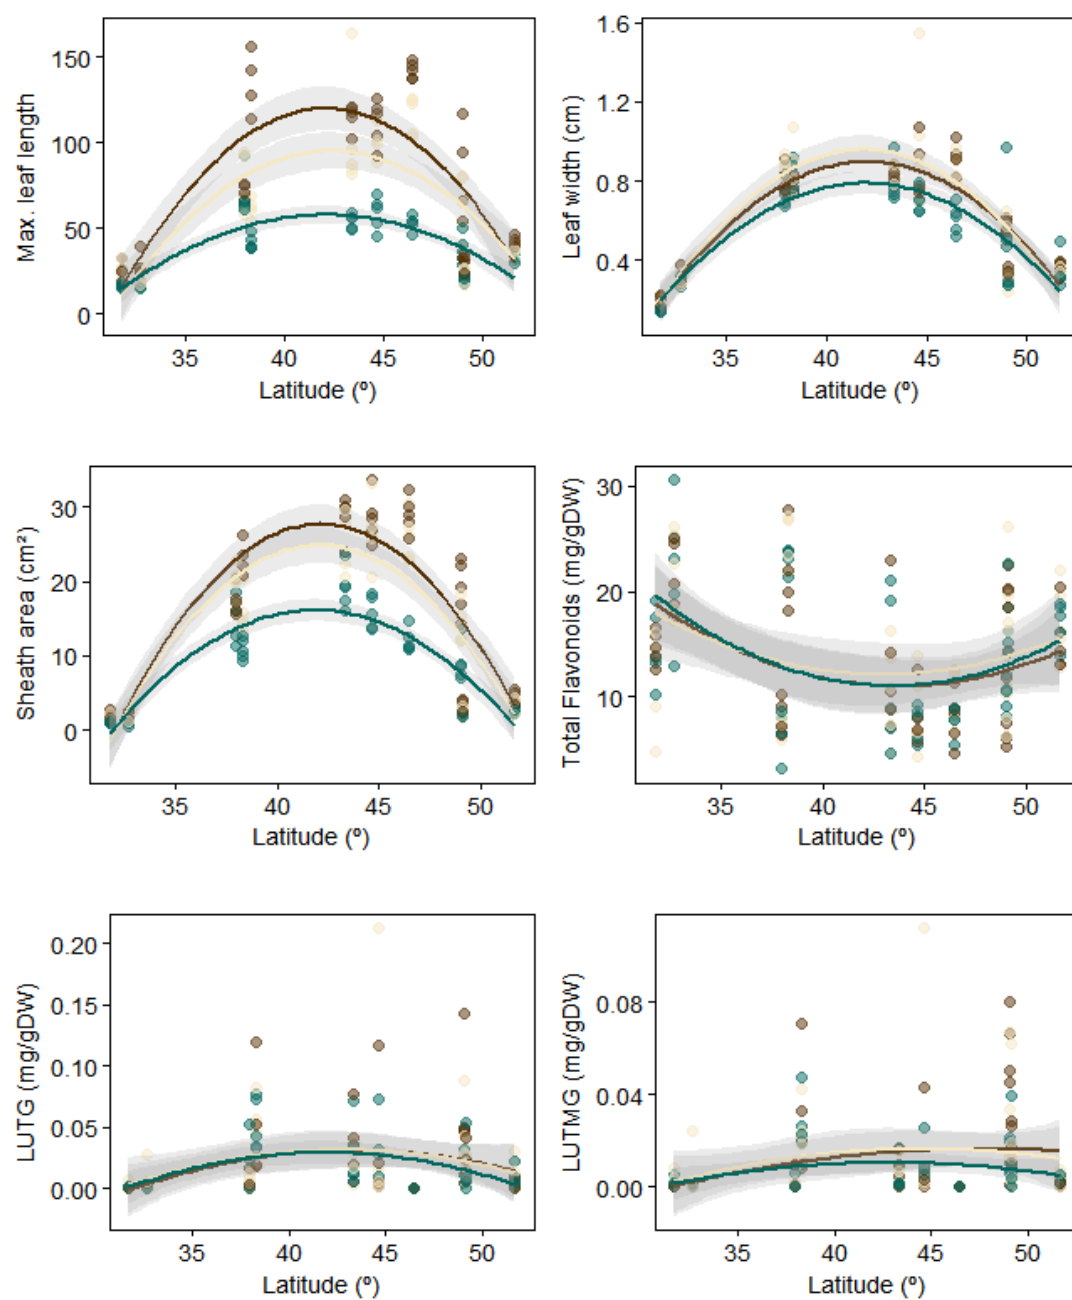 Max. leaf length
150
100
50
0
35 40 45 50
Latitude (º)
Leaf width (cm)
1.6
1.2
0.8
0.4
35 40 45 50
Latitude (º)
Sheath area (cm²)
30
20
10
0
35 40 45 50
Latitude (º)
Total Flavonoids (mg/gDW)
30
20
10
35 40 45 50
Latitude (º)
LUTG (mg/gDW)
0.20
0.15
0.10
0.05
0.00
35 40 45 50
Latitude (º)
LUTMG (mg/gDW)
0.08
0.04
0.00
35 40 45 50
Latitude (º)